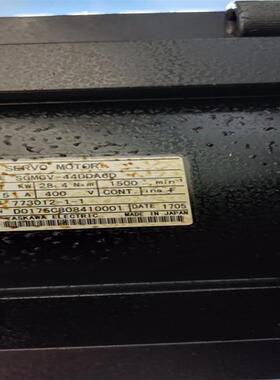 SERVO MOTOR
SGMGV-44DDA6D
kW 28.4 N·m 1500 min⁻¹
A 400 V CONT. ins. F
773012-1-1
D0176CB08410001 DATE 1705
YASKAWA ELECTRIC MADE IN JAPAN